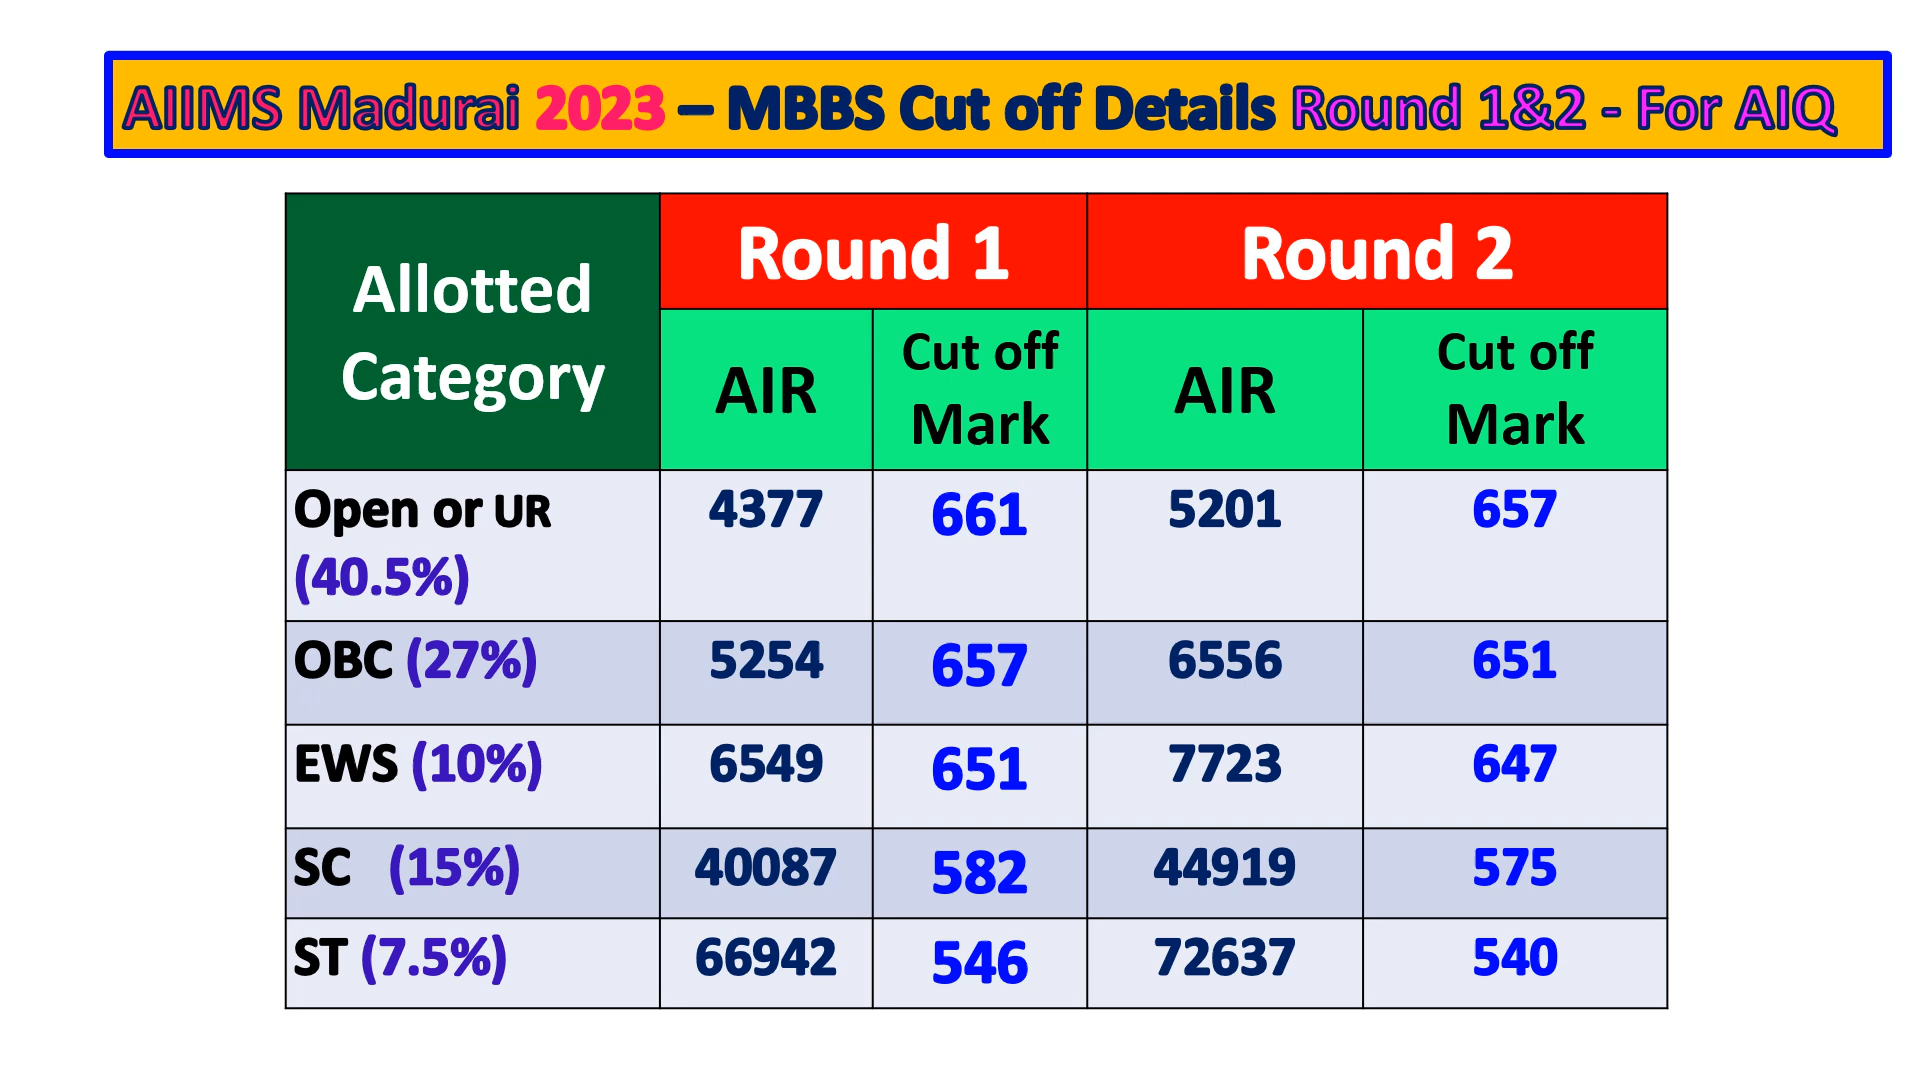 AIIMS Madurai 2023 – MBBS Cut off Details Round 1&2 - For AIQ
Allotted
Category
Round 1
Round 2
AIR
Cut off
Mark
AIR
Cut off
Mark
Open or UR
(40.5%)
4377
661
5201
657
OBC (27%)
5254
657
6556
651
EWS (10%)
6549
651
7723
647
SC (15%)
40087
582
44919
575
ST (7.5%)
66942
546
72637
540